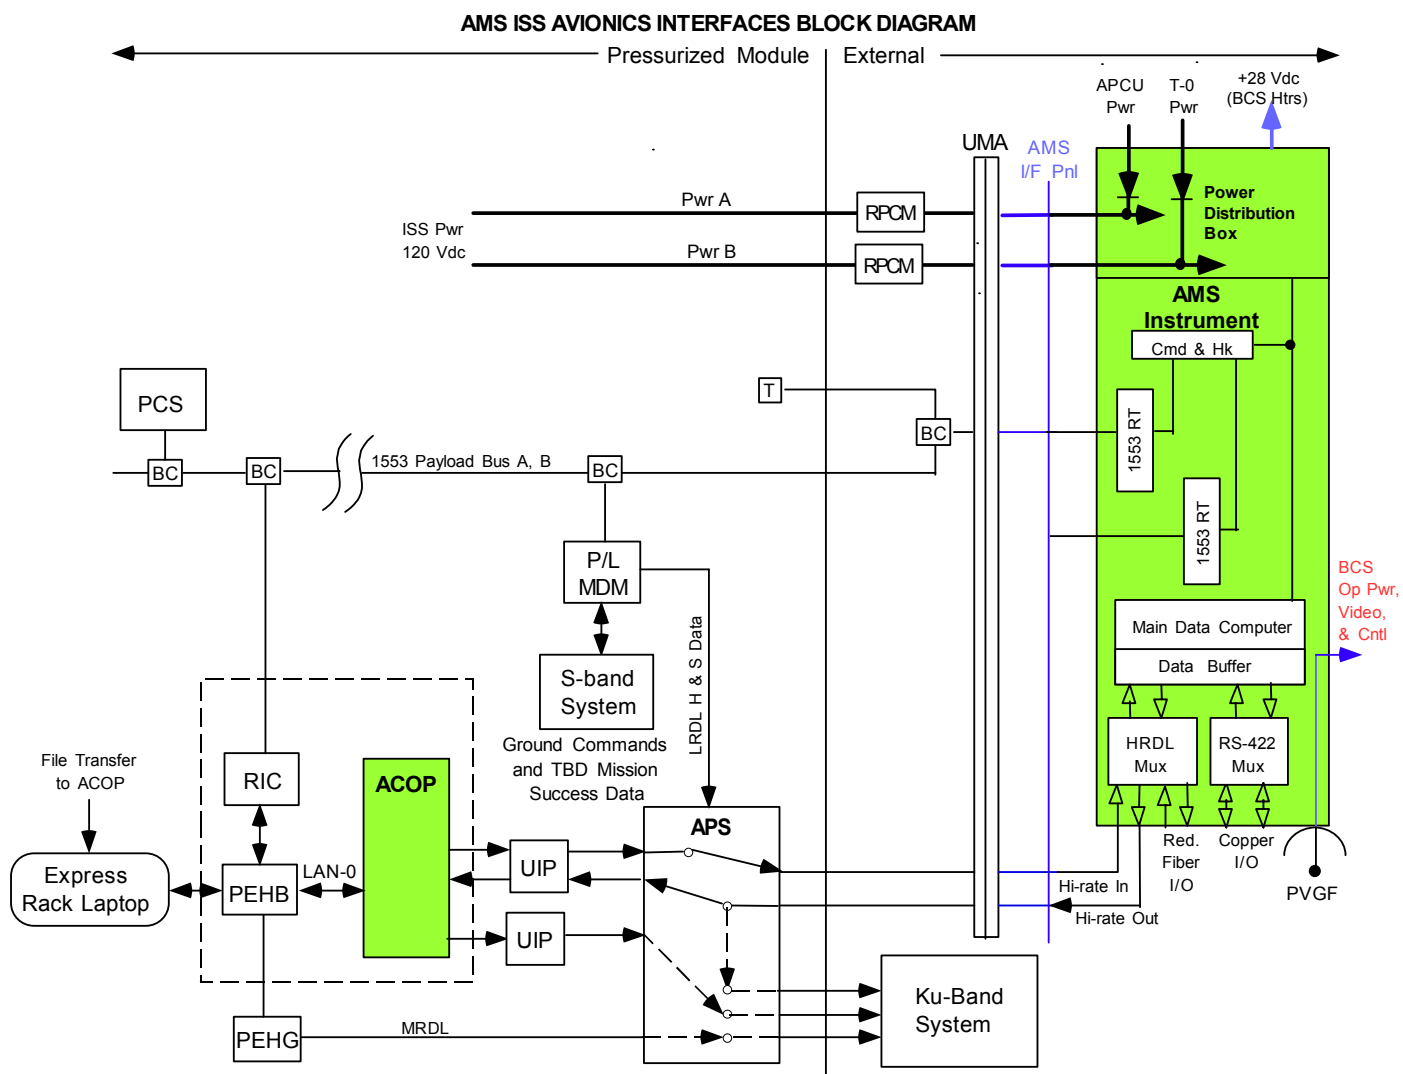 AMS ISS AVIONICS INTERFACES BLOCK DIAGRAM
Pressurized Module
External
APCU
Pwr
T-0
Pwr
+28 Vdc
(BCS Htrs)
UMA
AMS
I/F Pnl
Pwr A
RPCM
ISS Pwr
120 Vdc
Pwr B
RPCM
Power
Distribution
Box
AMS
Instrument
Cmd & Hk
PCS
T
BC
BC
BC
1553 Payload Bus A, B
BC
1553 RT
1553 RT
P/L
MDM
LRDL H & S Data
S-band
System
Ground Commands
and TBD Mission
Success Data
BCS
Op Pwr,
Video,
& Cntl
Main Data Computer
Data Buffer
HRDL
Mux
RS-422
Mux
File Transfer
to ACOP
RIC
ACOP
APS
Express
Rack Laptop
PEHB
LAN-0
UIP
UIP
Hi-rate In
Hi-rate Out
Red.
Fiber
I/O
Copper
I/O
PVGF
Ku-Band
System
PEHG
MRDL